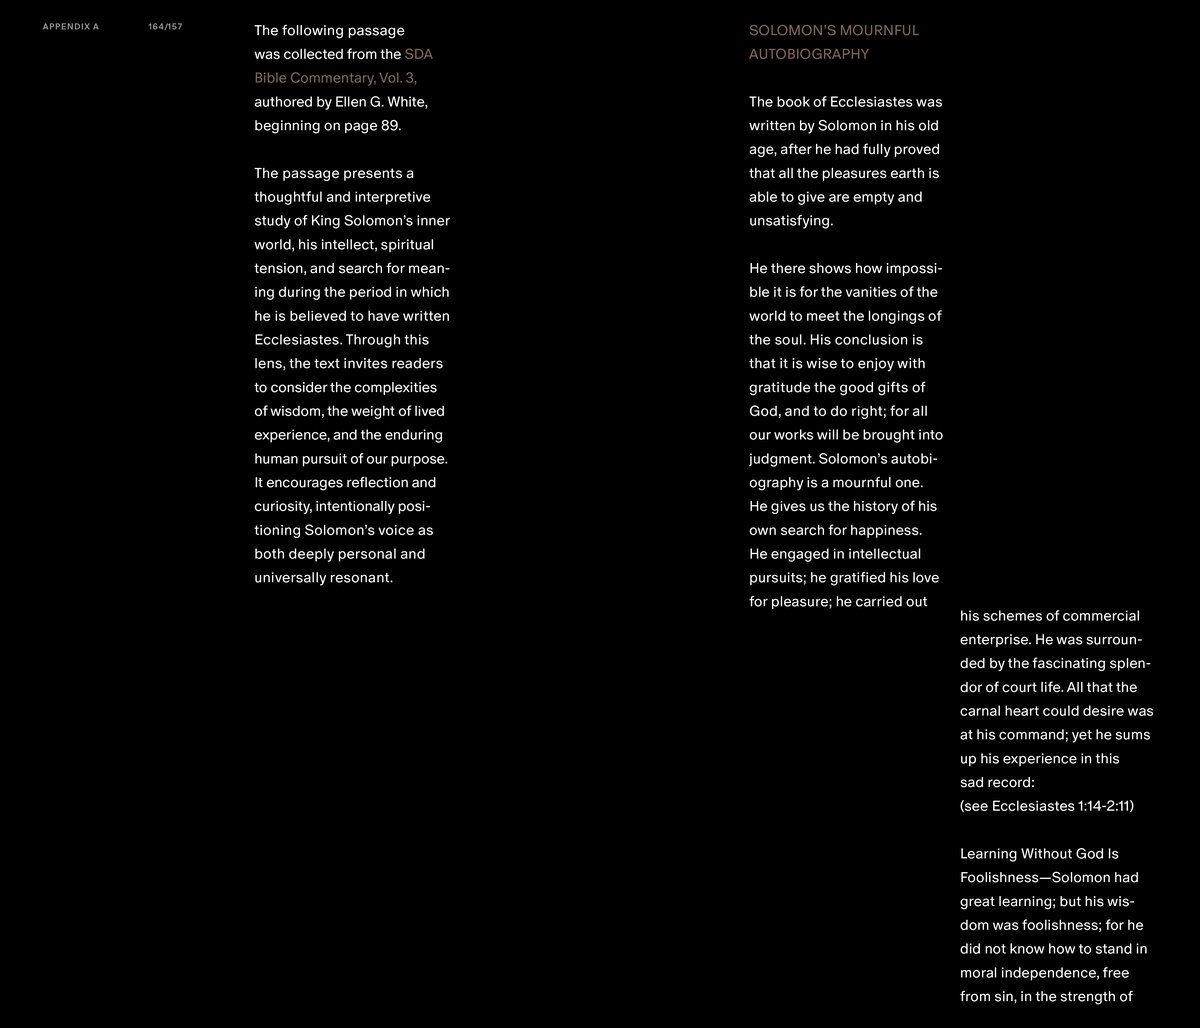 APPENDIX A
164/157
The following passage
was collected from the SDA
Bible Commentary, Vol. 3,
authored by Ellen G. White,
beginning on page 89.
The passage presents a
thoughtful and interpretive
study of King Solomon’s inner
world, his intellect, spiritual
tension, and search for mean-
ing during the period in which
he is believed to have written
Ecclesiastes. Through this
lens, the text invites readers
to consider the complexities
of wisdom, the weight of lived
experience, and the enduring
human pursuit of our purpose.
It encourages reflection and
curiosity, intentionally posi-
tioning Solomon’s voice as
both deeply personal and
universally resonant.
SOLOMON’S MOURNFUL
AUTOBIOGRAPHY
The book of Ecclesiastes was
written by Solomon in his old
age, after he had fully proved
that all the pleasures earth is
able to give are empty and
unsatisfying.
He there shows how impossi-
ble it is for the vanities of the
world to meet the longings of
the soul. His conclusion is
that it is wise to enjoy with
gratitude the good gifts of
God, and to do right; for all
our works will be brought into
judgment. Solomon’s autobi-
ography is a mournful one.
He gives us the history of his
own search for happiness.
He engaged in intellectual
pursuits; he gratified his love
for pleasure; he carried out
his schemes of commercial
enterprise. He was surroun-
ded by the fascinating splen-
dor of court life. All that the
carnal heart could desire was
at his command; yet he sums
up his experience in this
sad record:
(see Ecclesiastes 1:14-2:11)
Learning Without God Is
Foolishness—Solomon had
great learning; but his wis-
dom was foolishness; for he
did not know how to stand in
moral independence, free
from sin, in the strength of